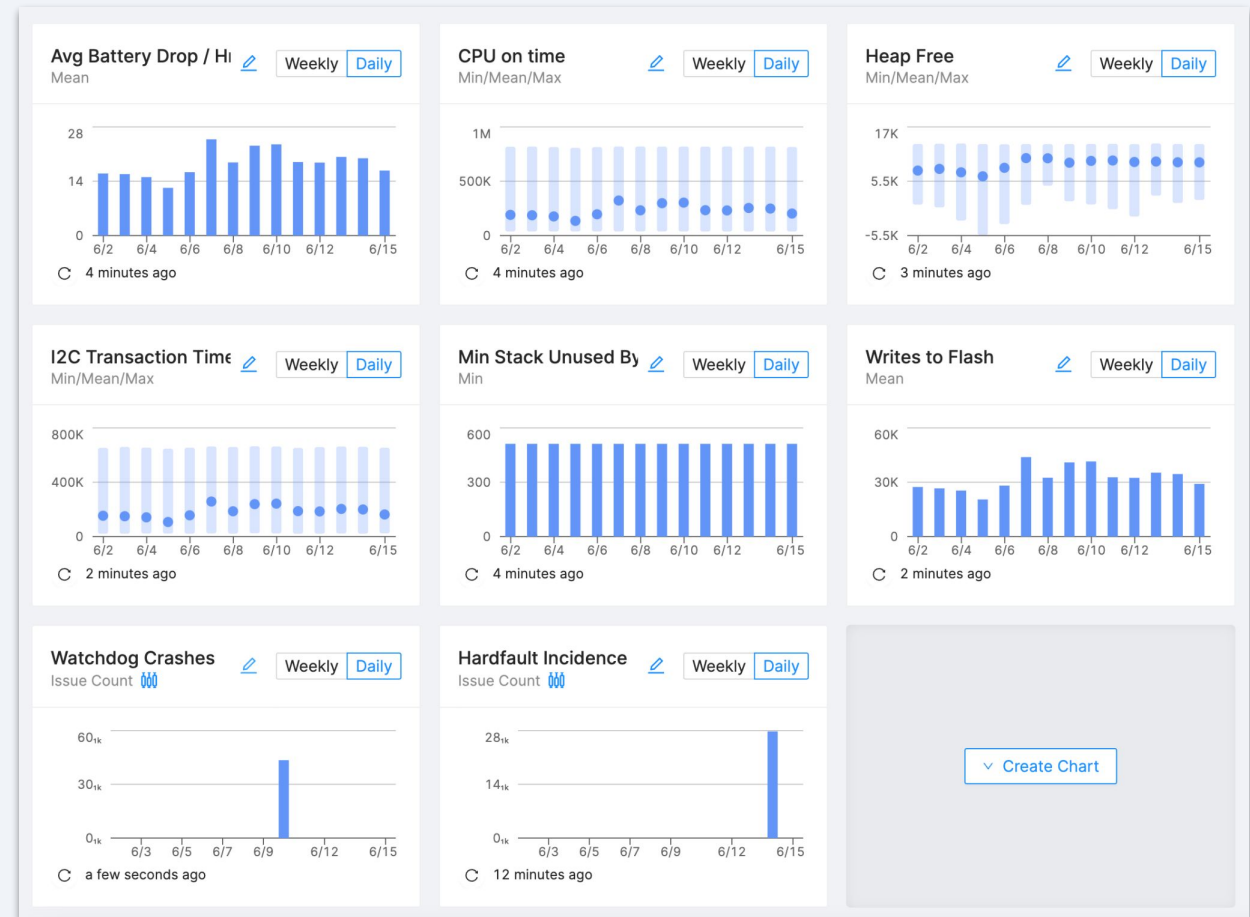 Avg Battery Drop / H
Mean
Weekly Daily
28
14
0
6/2 6/4 6/6 6/8 6/10 6/12 6/15
4 minutes ago
CPU on time
Min/Mean/Max
Weekly Daily
1M
500K
0
6/2 6/4 6/6 6/8 6/10 6/12 6/15
4 minutes ago
Heap Free
Min/Mean/Max
Weekly Daily
17K
5.5K
-5.5K
6/2 6/4 6/6 6/8 6/10 6/12 6/15
3 minutes ago
I2C Transaction Time
Min/Mean/Max
Weekly Daily
800K
400K
0
6/2 6/4 6/6 6/8 6/10 6/12 6/15
2 minutes ago
Min Stack Unused By
Min
Weekly Daily
600
300
0
6/2 6/4 6/6 6/8 6/10 6/12 6/15
4 minutes ago
Writes to Flash
Mean
Weekly Daily
60K
30K
0
6/2 6/4 6/6 6/8 6/10 6/12 6/15
2 minutes ago
Watchdog Crashes
Issue Count
Weekly Daily
60₁ₖ
30₁ₖ
0₁ₖ
6/3 6/5 6/7 6/9 6/12 6/15
a few seconds ago
Hardfault Incidence
Issue Count
Weekly Daily
28₁ₖ
14₁ₖ
0₁ₖ
6/3 6/5 6/7 6/9 6/12 6/15
12 minutes ago
Create Chart